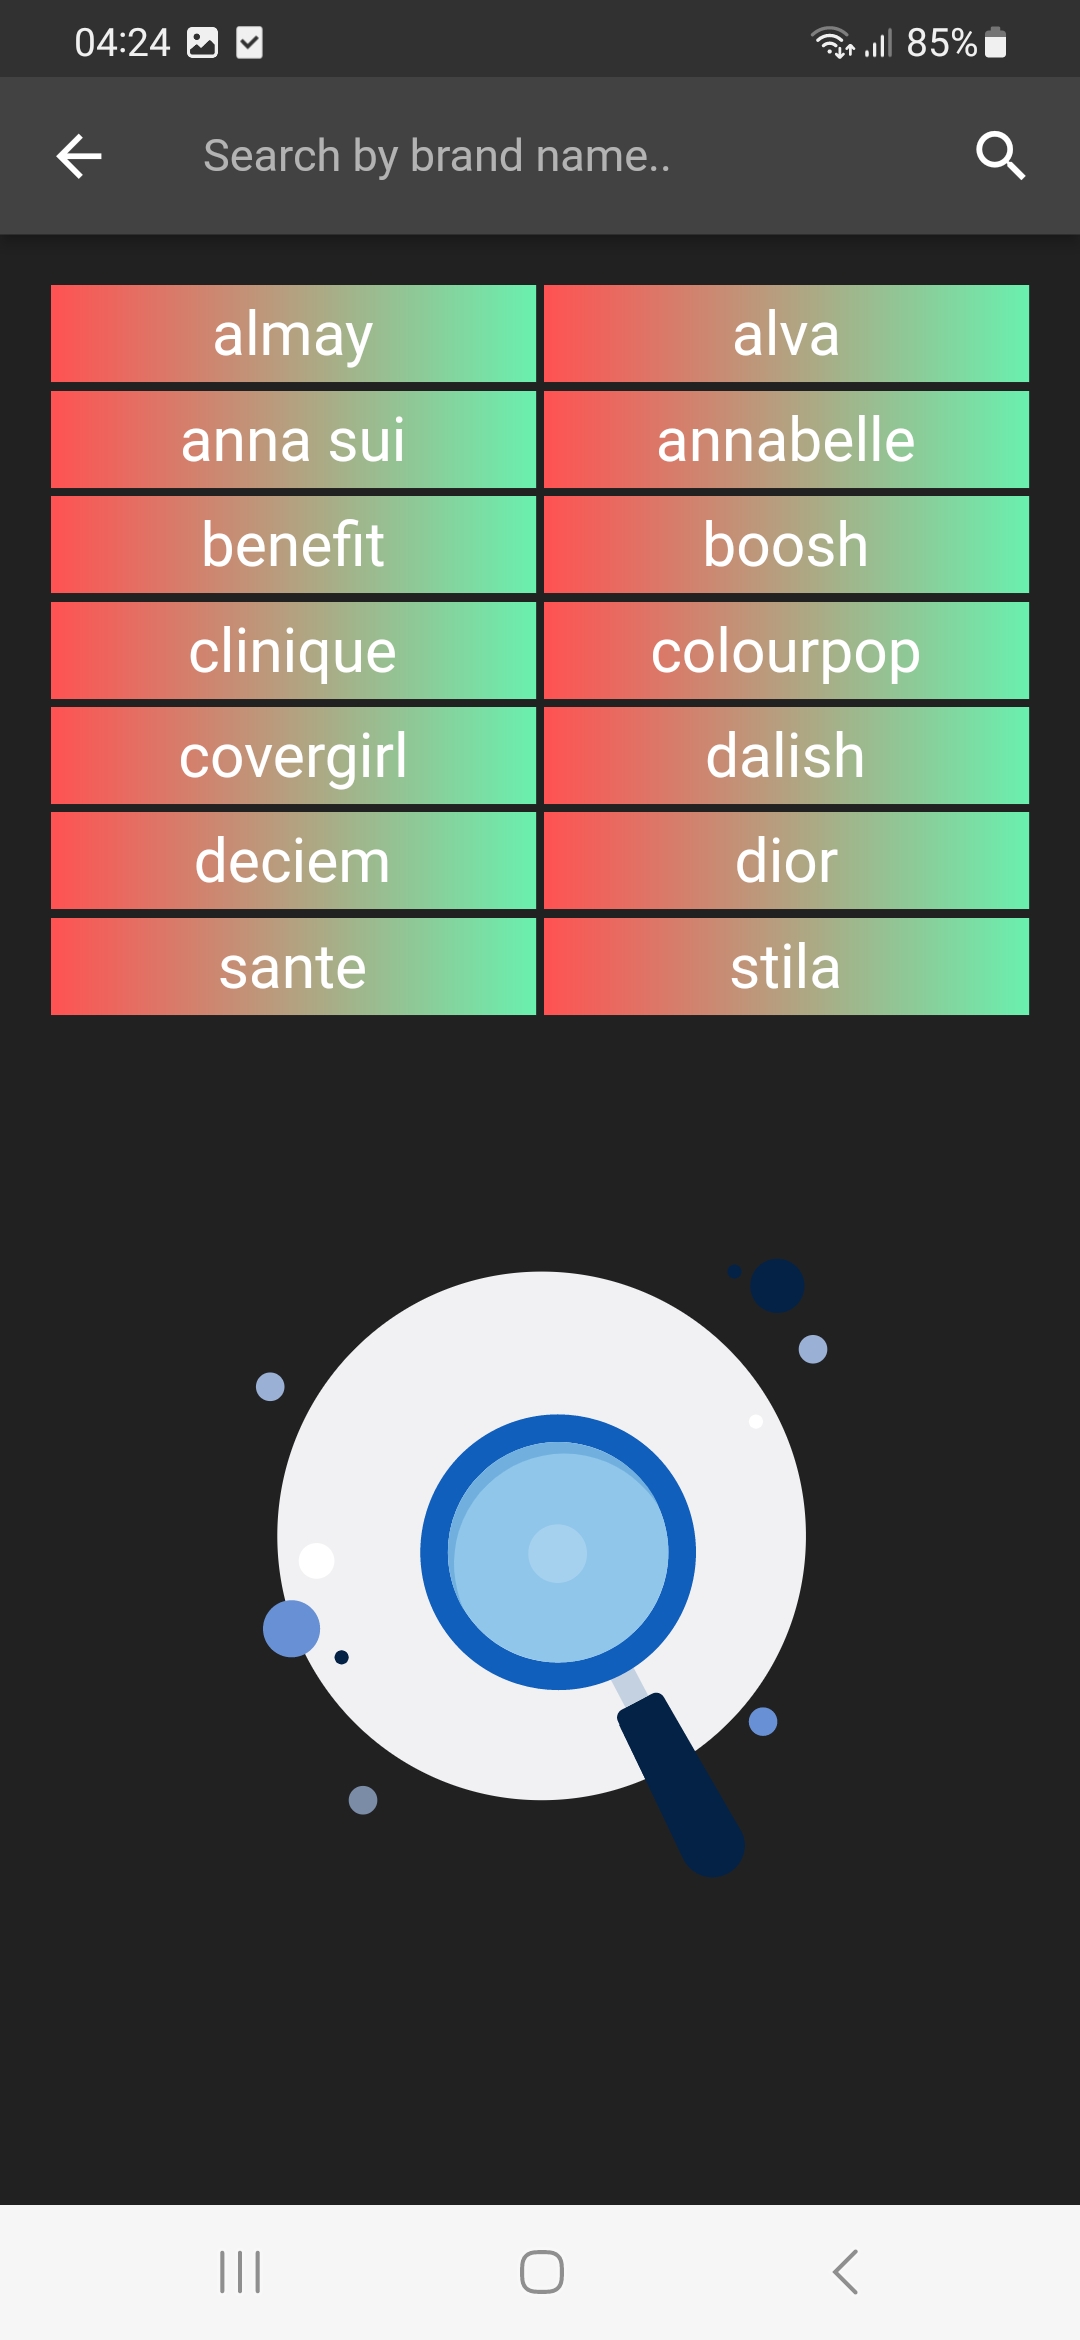 04:24 85%
Search by brand name..
almay alva
anna sui annabelle
benefit boosh
clinique colourpop
covergirl dalish
deciem dior
sante stila